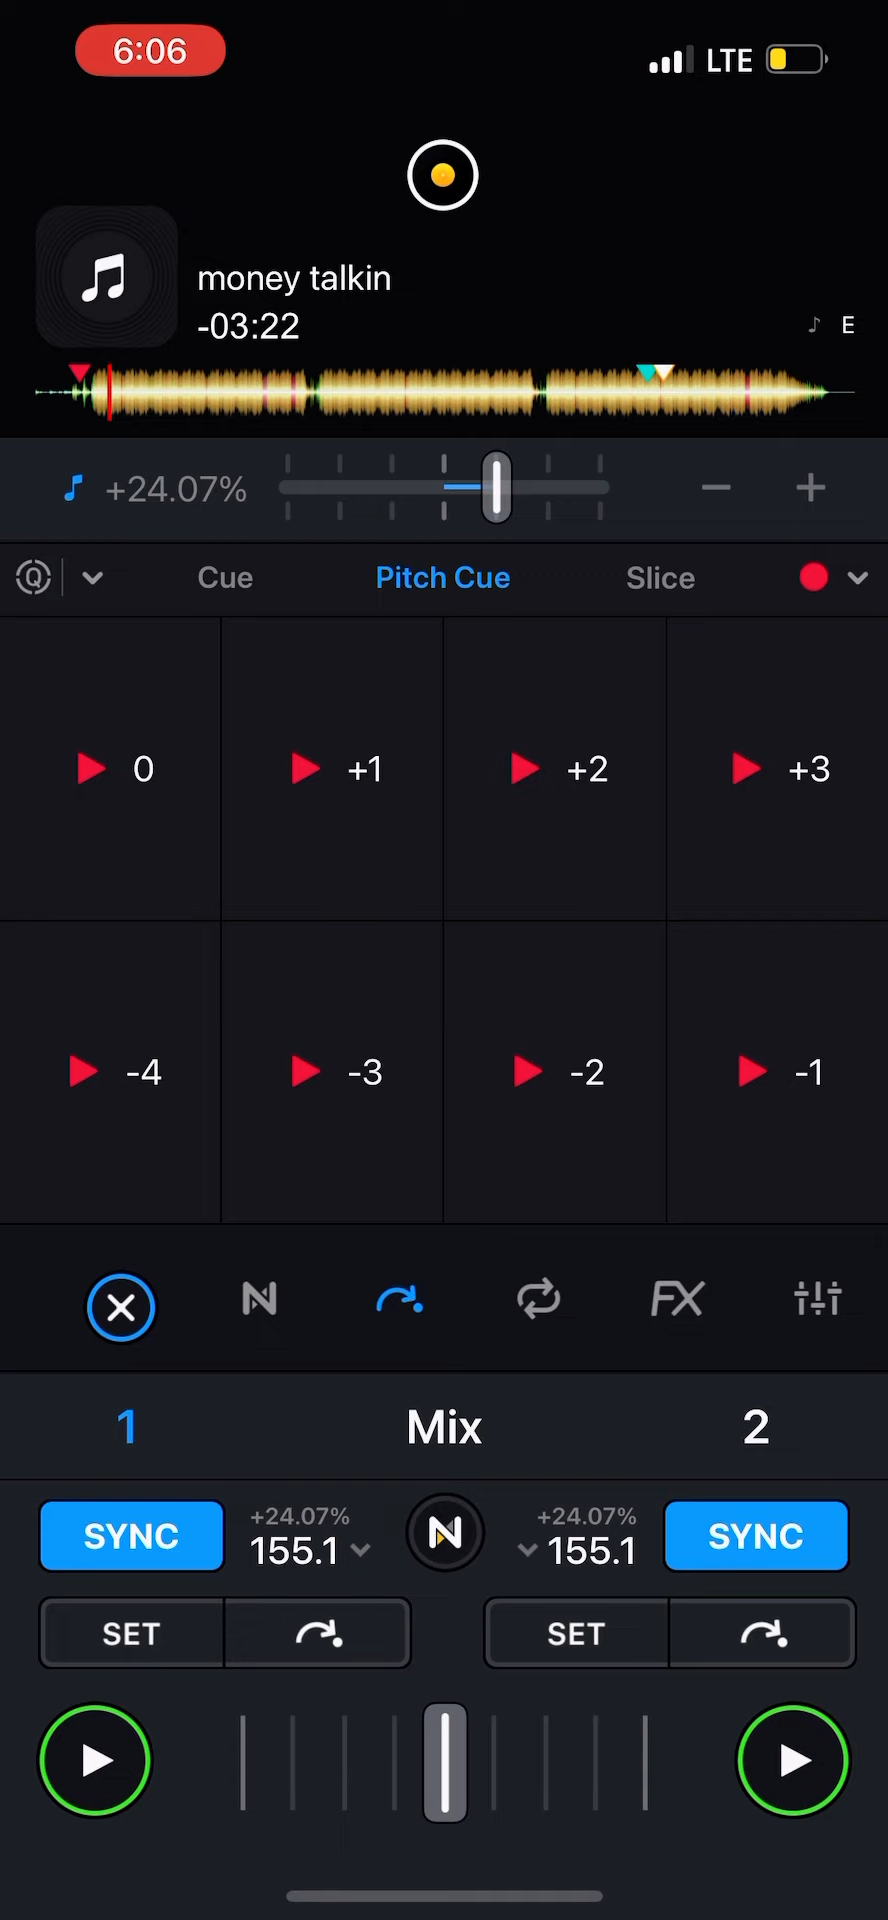 6:06 LTE
money talkin
-03:22
E
+24.07%
Q Cue Pitch Cue Slice
0 +1 +2 +3
-4 -3 -2 -1
FX
1 Mix 2
SYNC +24.07% 155.1 +24.07% 155.1 SYNC
SET SET